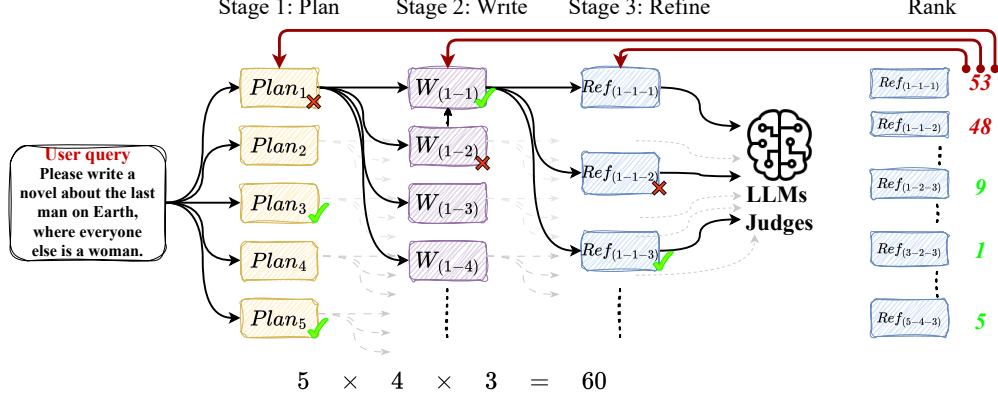 Stage 1: Plan Stage 2: Write Stage 3: Refine Rank
User query
Please write a
novel about the last
man on Earth,
where everyone
else is a woman.
Plan₁
Plan₂
Plan₃
Plan₄
Plan₅
W₍₁₋₁₎
W₍₁₋₂₎
W₍₁₋₃₎
W₍₁₋₄₎
Ref₍₁₋₁₋₁₎
Ref₍₁₋₁₋₂₎
Ref₍₁₋₁₋₃₎
LLMs
Judges
Ref₍₁₋₁₋₁₎ 53
Ref₍₁₋₁₋₂₎ 48
Ref₍₁₋₂₋₃₎ 9
Ref₍₃₋₂₋₃₎ 1
Ref₍₅₋₄₋₃₎ 5
5 × 4 × 3 = 60